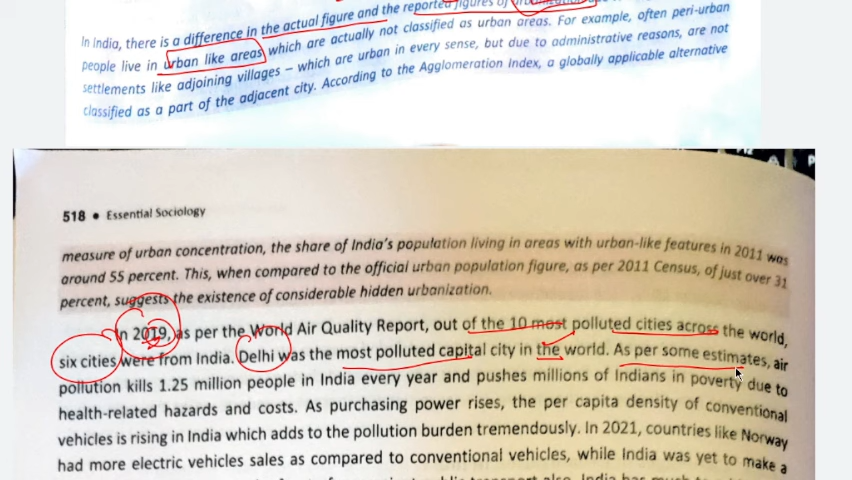 In India, there is a difference in the actual figure and the reported figures of
people live in urban like areas which are actually not classified as urban areas. For example, often peri-urban
settlements like adjoining villages – which are urban in every sense, but due to administrative reasons, are not
classified as a part of the adjacent city. According to the Agglomeration Index, a globally applicable alternative
518 • Essential Sociology
measure of urban concentration, the share of India's population living in areas with urban-like features in 2011 was
around 55 percent. This, when compared to the official urban population figure, as per 2011 Census, of just over 31
percent, suggests the existence of considerable hidden urbanization.
In 2019, as per the World Air Quality Report, out of the 10 most polluted cities across the world,
six cities were from India. Delhi was the most polluted capital city in the world. As per some estimates, air
pollution kills 1.25 million people in India every year and pushes millions of Indians in poverty due to
health-related hazards and costs. As purchasing power rises, the per capita density of conventional
vehicles is rising in India which adds to the pollution burden tremendously. In 2021, countries like Norway
had more electric vehicles sales as compared to conventional vehicles, while India was yet to make a